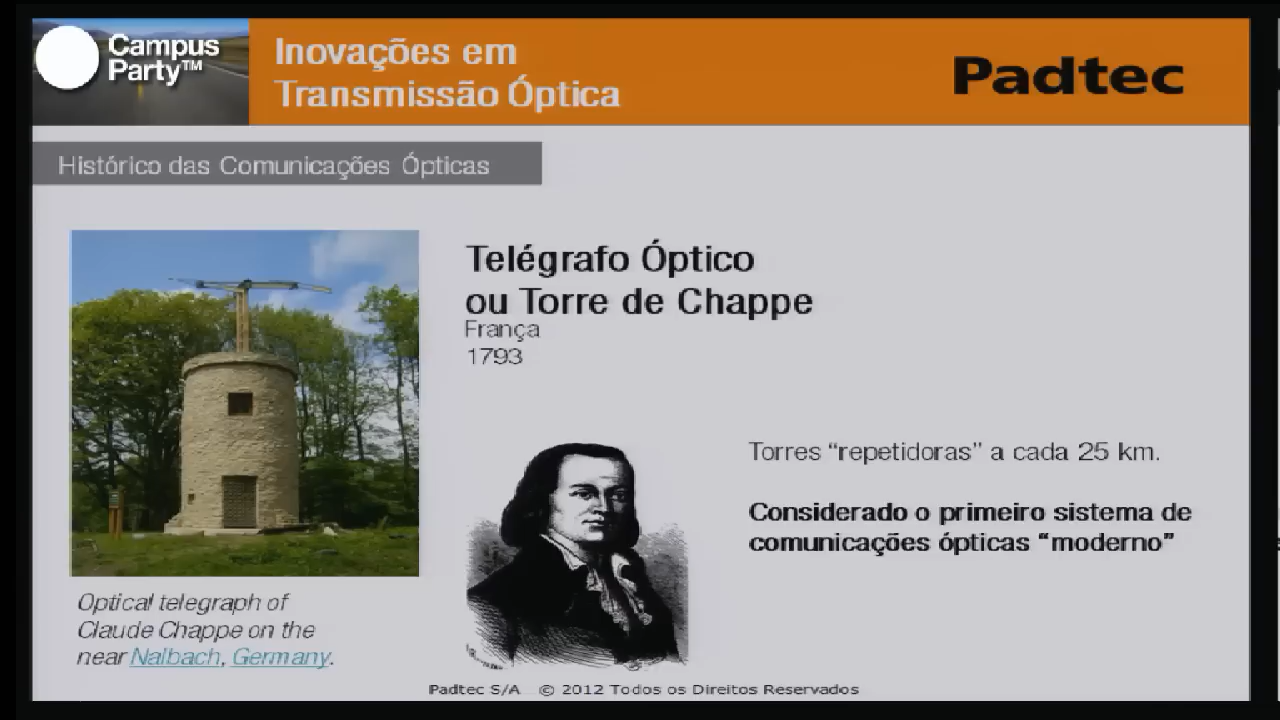 Campus
Party™
Inovações em
Transmissão Óptica
Padtec
Histórico das Comunicações Ópticas
Telégrafo Óptico
ou Torre de Chappe
França
1793
Torres “repetidoras” a cada 25 km.
Considerado o primeiro sistema de
comunicações ópticas “moderno”
Optical telegraph of
Claude Chappe on the
near Nalbach, Germany.
Padtec S/A © 2012 Todos os Direitos Reservados